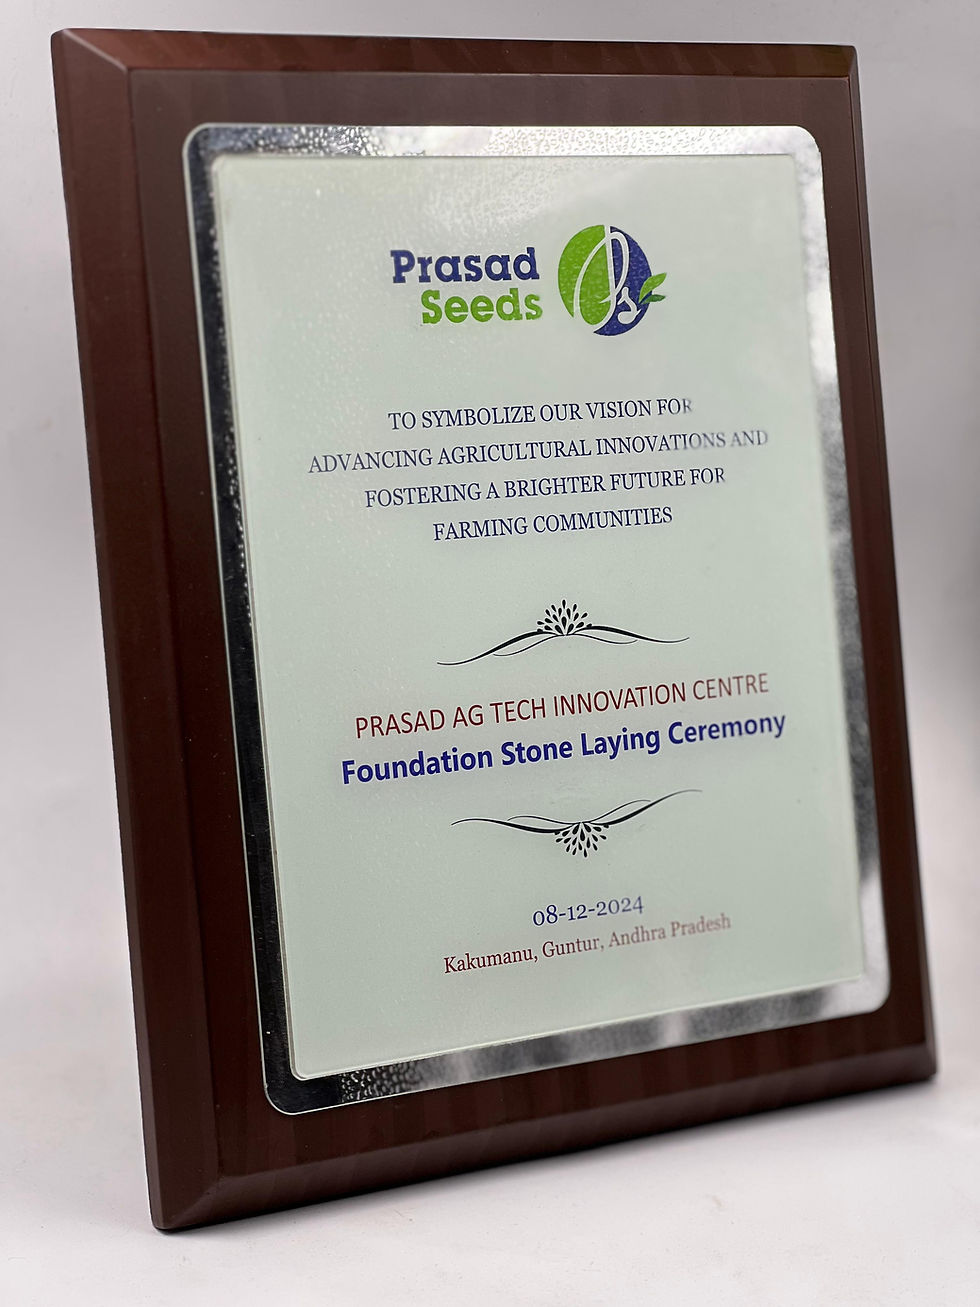 Prasad
Seeds
Ps
TO SYMBOLIZE OUR VISION FOR
ADVANCING AGRICULTURAL INNOVATIONS AND
FOSTERING A BRIGHTER FUTURE FOR
FARMING COMMUNITIES
PRASAD AG TECH INNOVATION CENTRE
Foundation Stone Laying Ceremony
08-12-2024
Kakumanu, Guntur, Andhra Pradesh